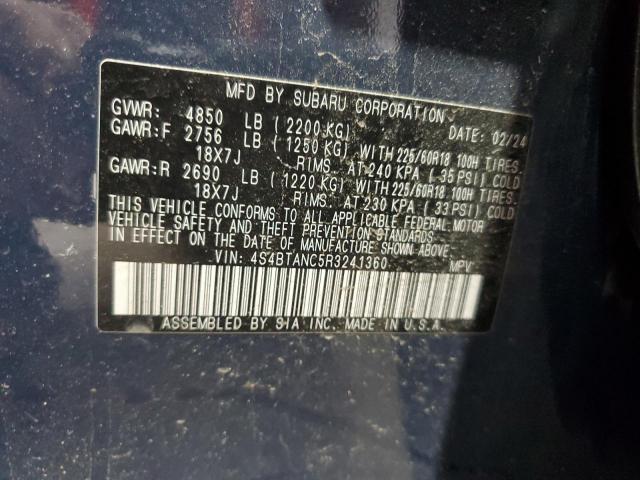 MFD BY SUBARU CORPORATION
GVWR: 4850 LB (2200 KG) DATE: 02/24
GAWR:F 2756 LB (1250 KG) WITH 225/60R18 100H TIRES,
18X7J RIMS, AT 240 KPA (35 PSI) COLD
GAWR:R 2690 LB (1220 KG) WITH 225/60R18 100H TIRES,
18X7J RIMS, AT 230 KPA (33 PSI) COLD
THIS VEHICLE CONFORMS TO ALL APPLICABLE FEDERAL MOTOR
VEHICLE SAFETY AND THEFT PREVENTION STANDARDS
IN EFFECT ON THE DATE OF MANUFACTURE SHOWN ABOVE.
VIN: 4S4BTANC5R3241360 MPV
ASSEMBLED BY SIA INC. MADE IN U.S.A.